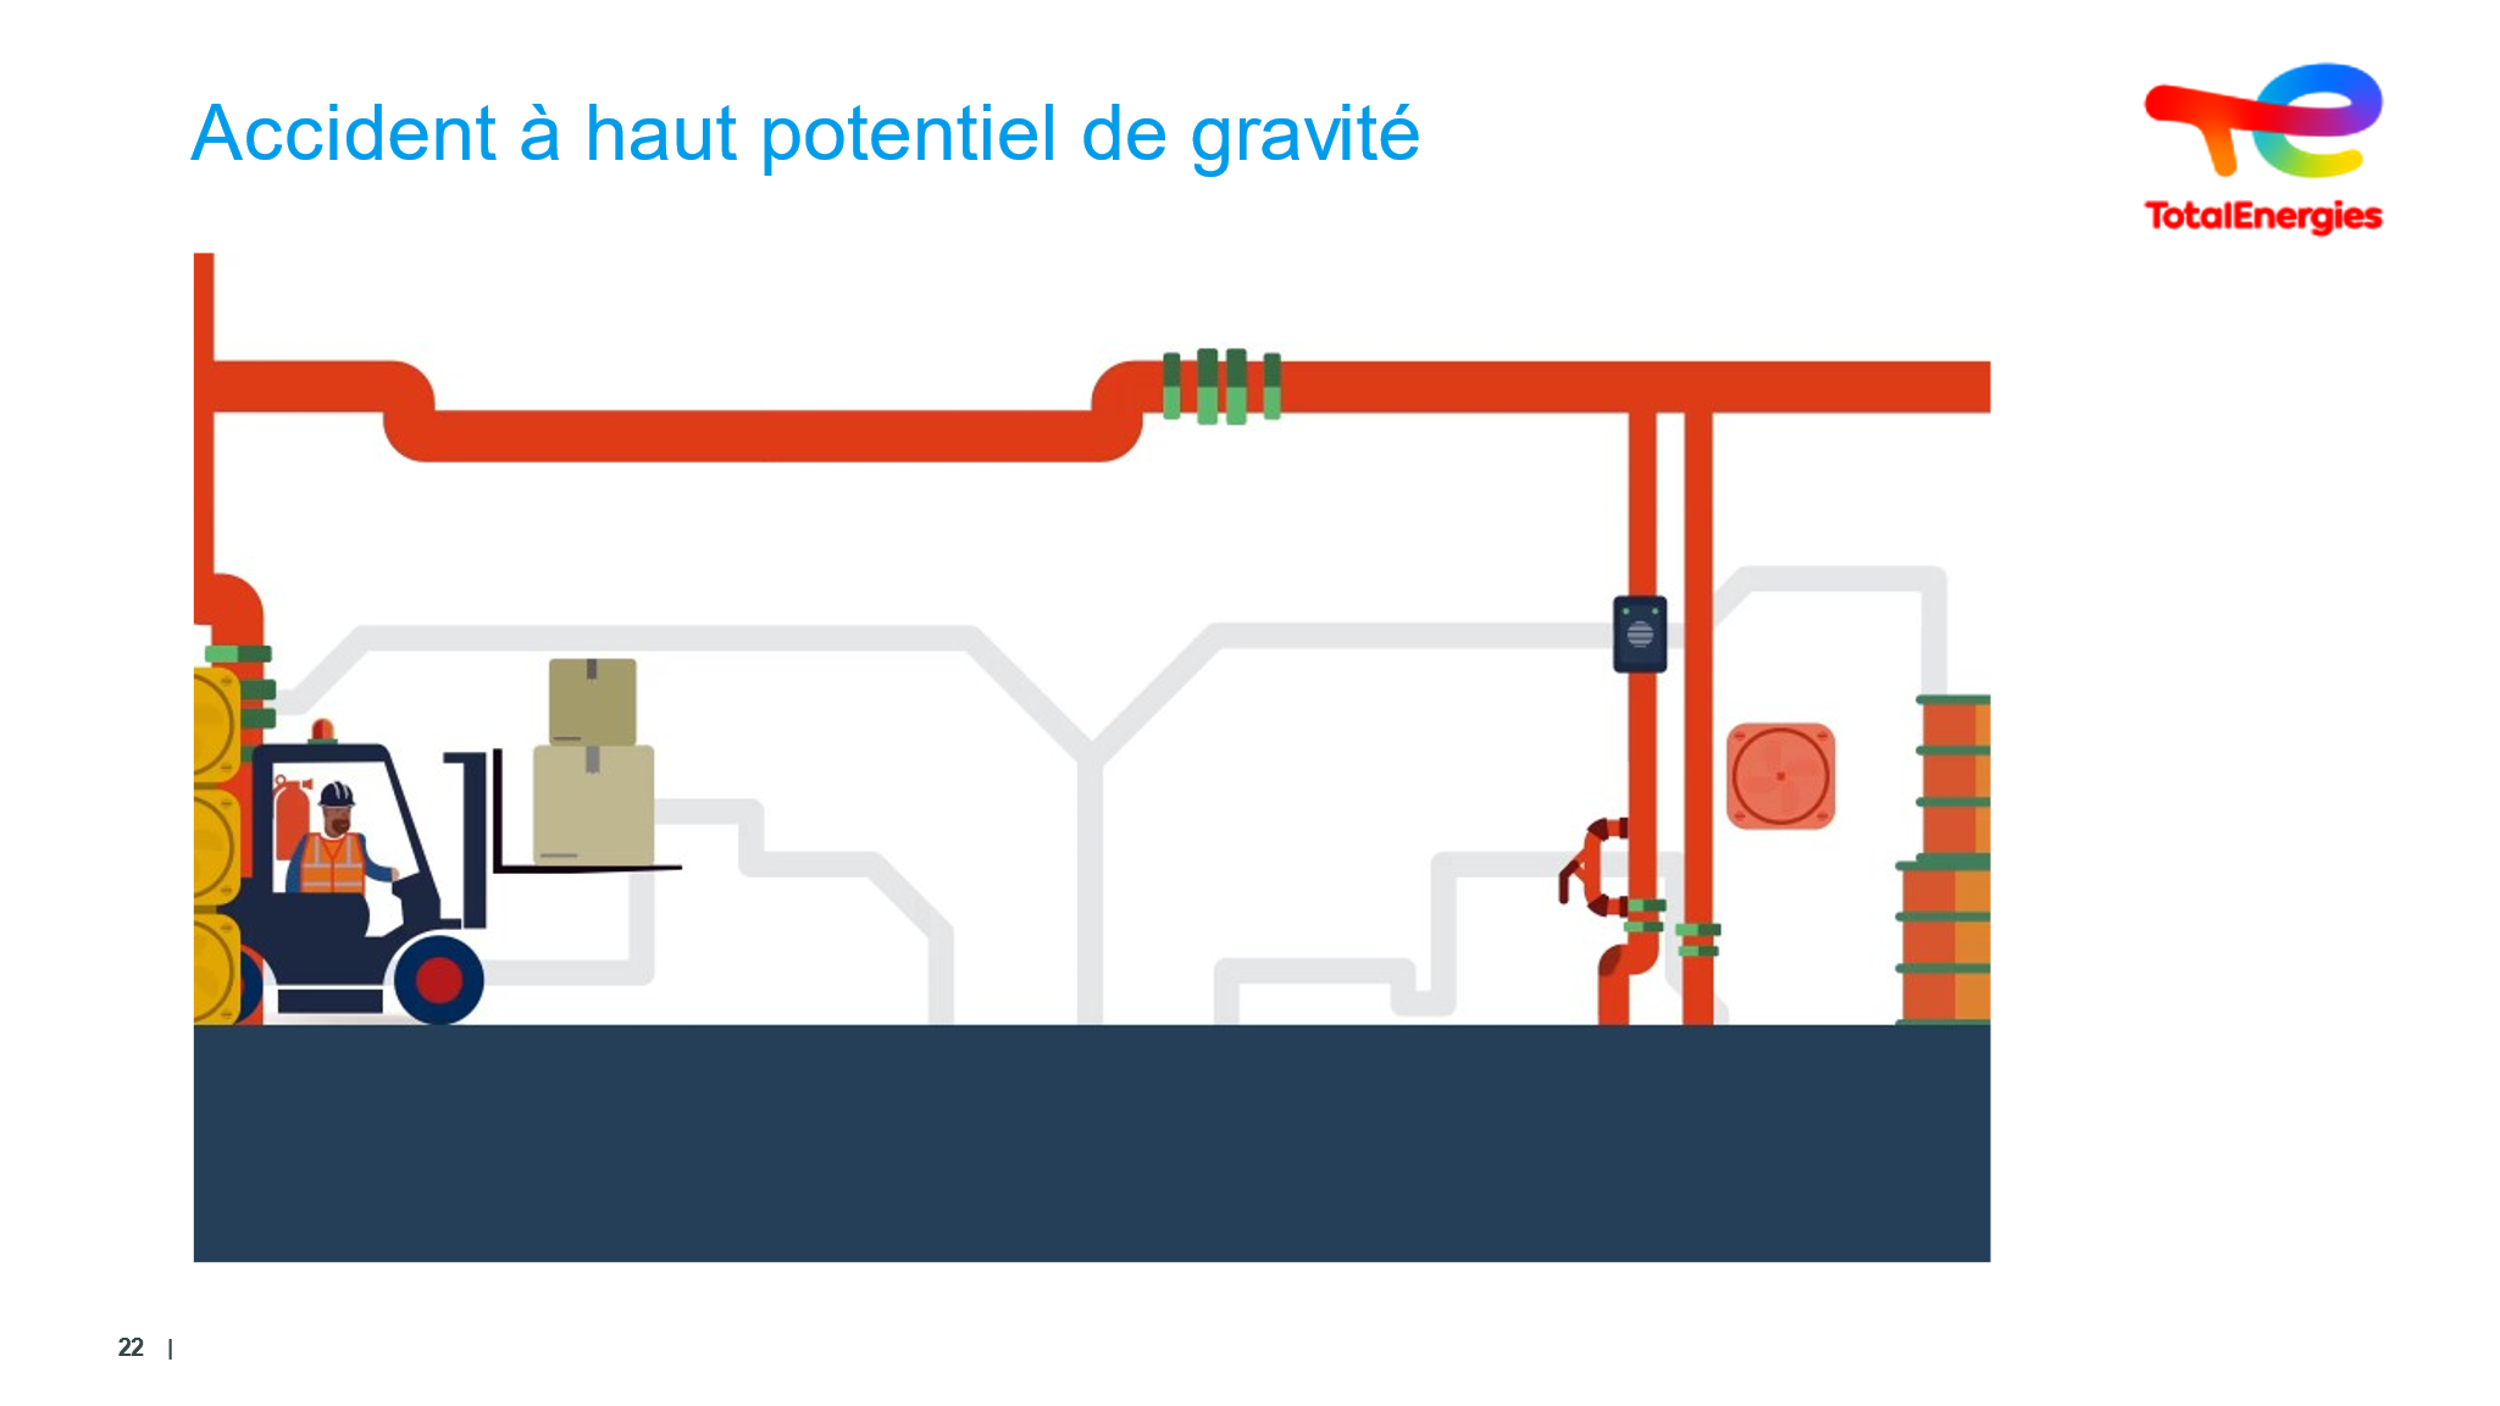 Accident à haut potentiel de gravité
TotalEnergies
22 |